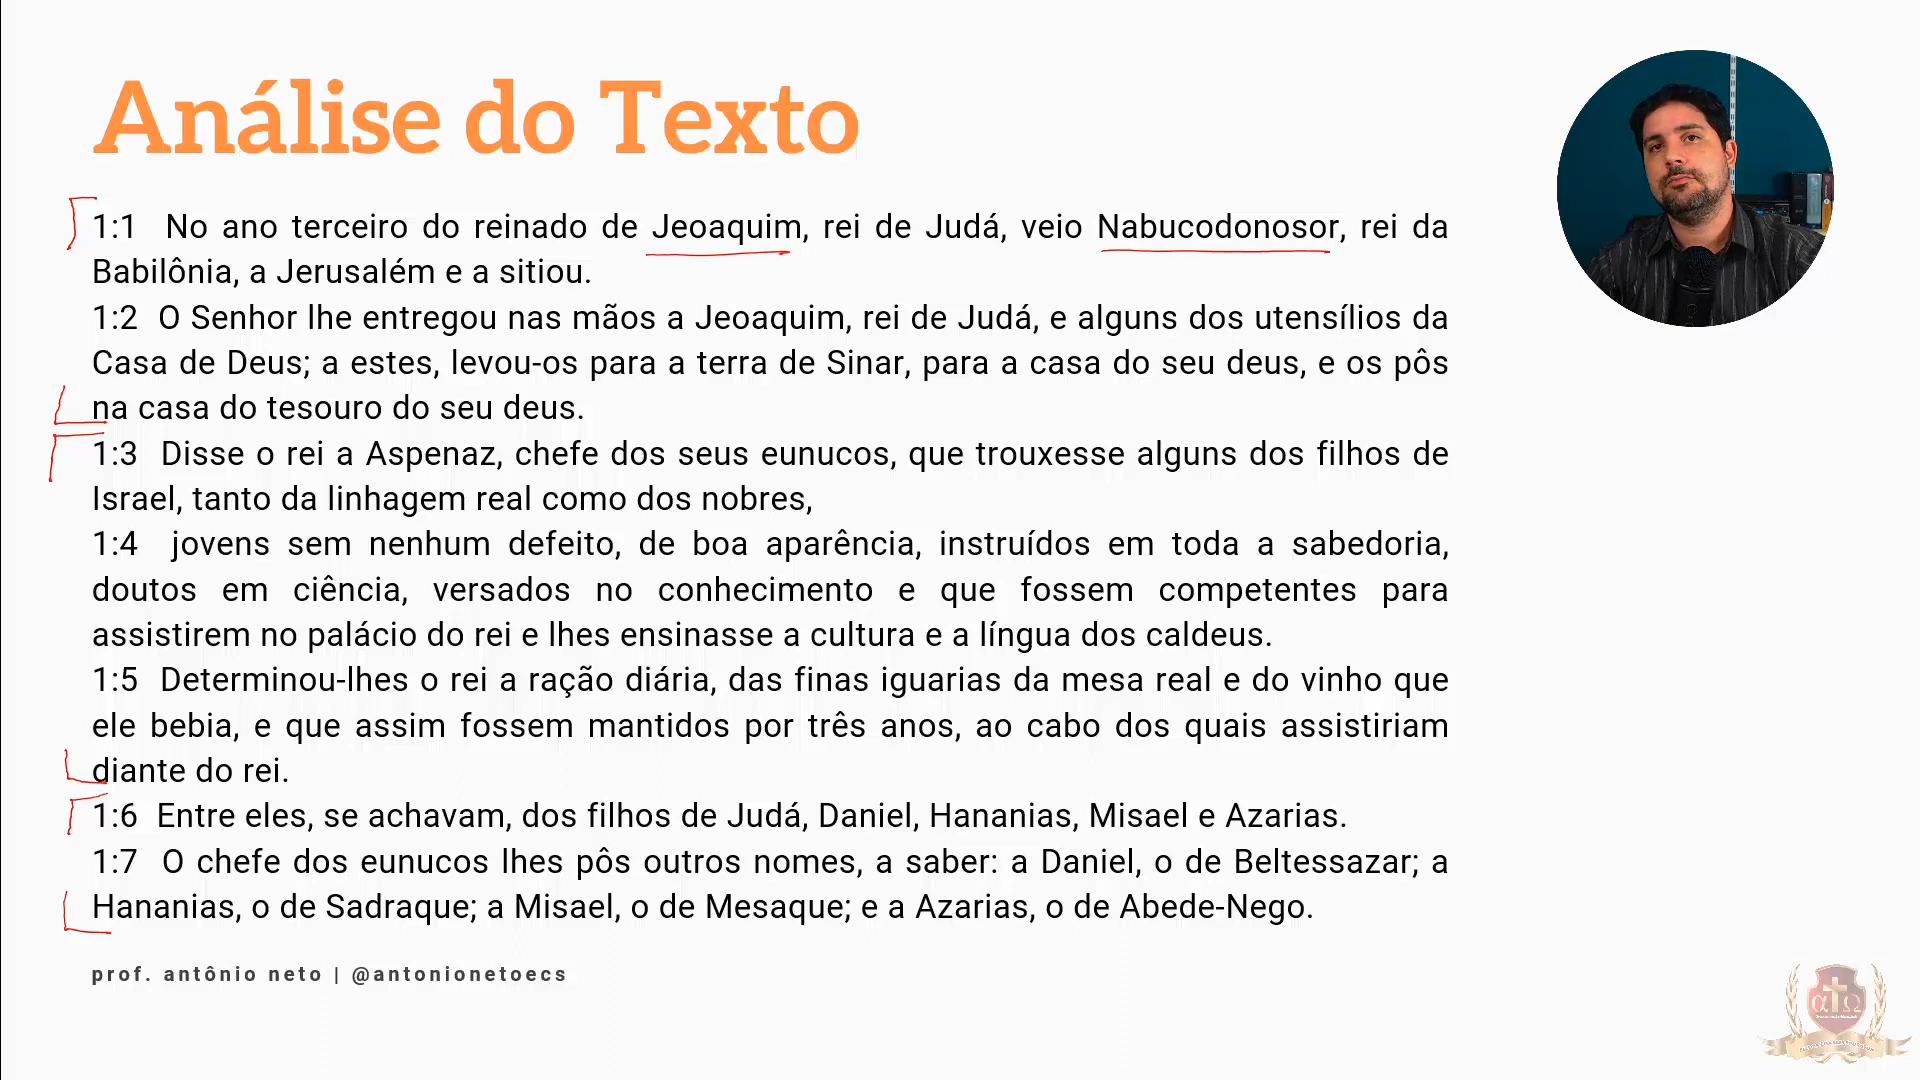 Análise do Texto
1:1 No ano terceiro do reinado de Jeoaquim, rei de Judá, veio Nabucodonosor, rei da
Babilônia, a Jerusalém e a sitiou.
1:2 O Senhor lhe entregou nas mãos a Jeoaquim, rei de Judá, e alguns dos utensílios da
Casa de Deus; a estes, levou-os para a terra de Sinar, para a casa do seu deus, e os pôs
na casa do tesouro do seu deus.
1:3 Disse o rei a Aspenaz, chefe dos seus eunucos, que trouxesse alguns dos filhos de
Israel, tanto da linhagem real como dos nobres,
1:4 jovens sem nenhum defeito, de boa aparência, instruídos em toda a sabedoria,
doutos em ciência, versados no conhecimento e que fossem competentes para
assistirem no palácio do rei e lhes ensinasse a cultura e a língua dos caldeus.
1:5 Determinou-lhes o rei a ração diária, das finas iguarias da mesa real e do vinho que
ele bebia, e que assim fossem mantidos por três anos, ao cabo dos quais assistiriam
diante do rei.
1:6 Entre eles, se achavam, dos filhos de Judá, Daniel, Hananias, Misael e Azarias.
1:7 O chefe dos eunucos lhes pôs outros nomes, a saber: a Daniel, o de Beltessazar; a
Hananias, o de Sadraque; a Misael, o de Mesaque; e a Azarias, o de Abede-Nego.
prof. antônio neto | @antonionetoecs
α Ω